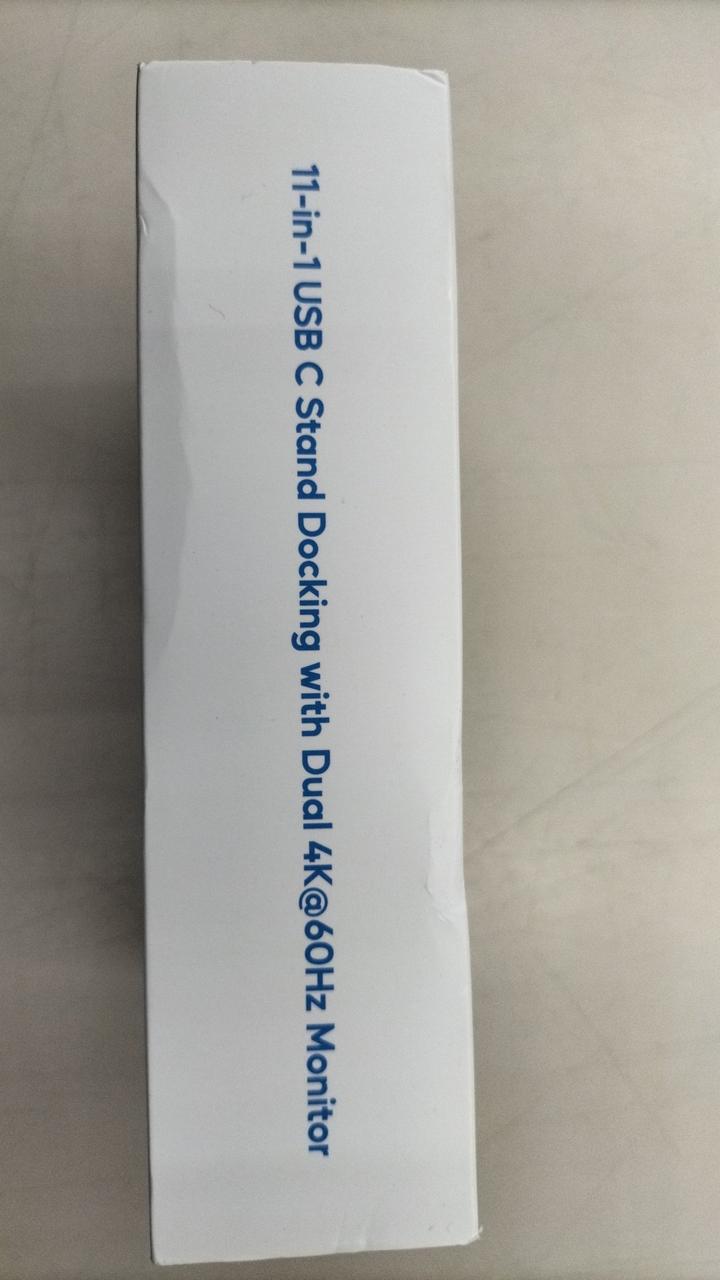 11-in-1 USB C Stand Docking with Dual 4K@60Hz Monitor